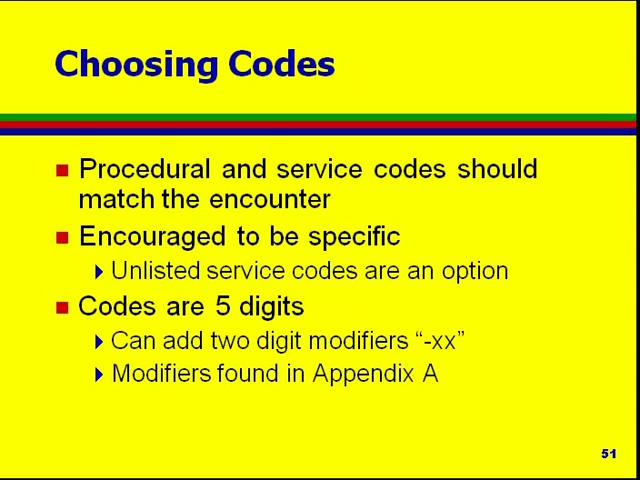 Choosing Codes
Procedural and service codes should
match the encounter
Encouraged to be specific
Unlisted service codes are an option
Codes are 5 digits
Can add two digit modifiers “-xx”
Modifiers found in Appendix A
51